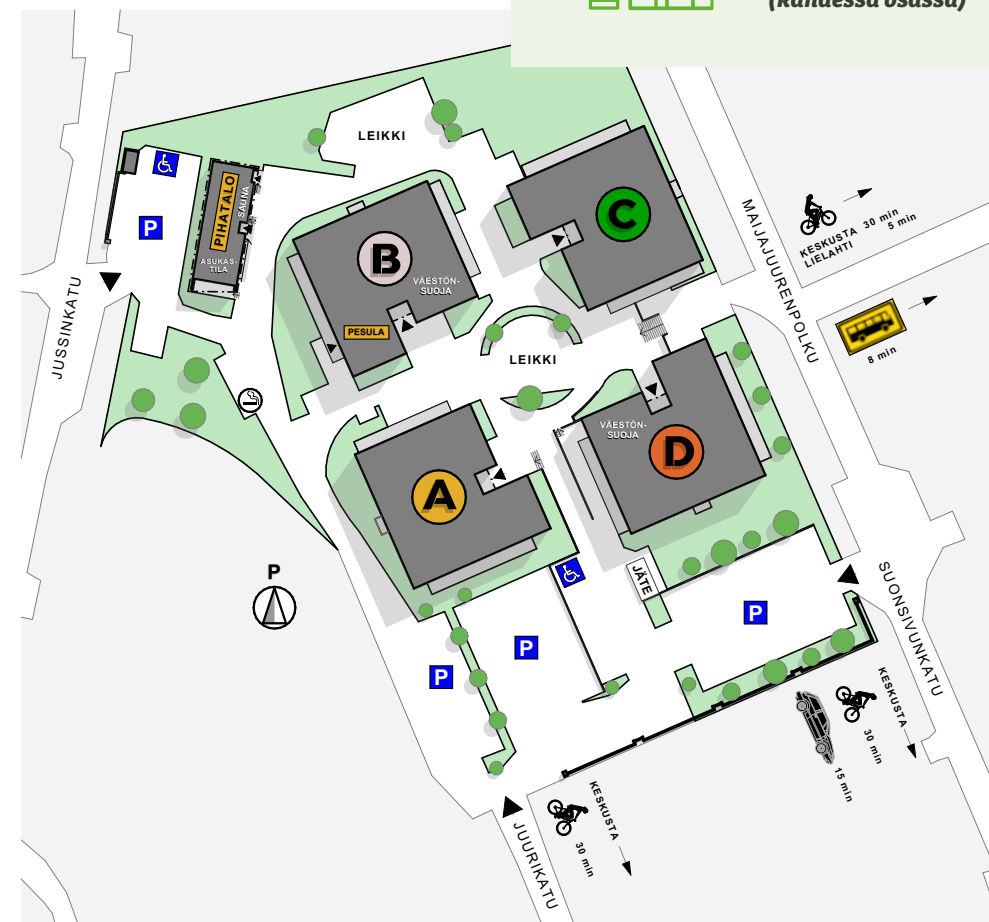 (kahdessa osassa)
LEIKKI
P
PIHATALO
SAUNA
ASUKAS-
TILA
B
VÄESTÖN-
SUOJA
PESULA
C
MAIJAJUURENPOLKU
KESKUSTA 30 min
LIELAHTI 5 min
8 min
JUSSINKATU
LEIKKI
VÄESTÖN-
SUOJA
D
A
P
JÄTE
P
P
P
SUONSIVUNKATU
KESKUSTA
30 min
15 min
KESKUSTA
30 min
JUURIKATU